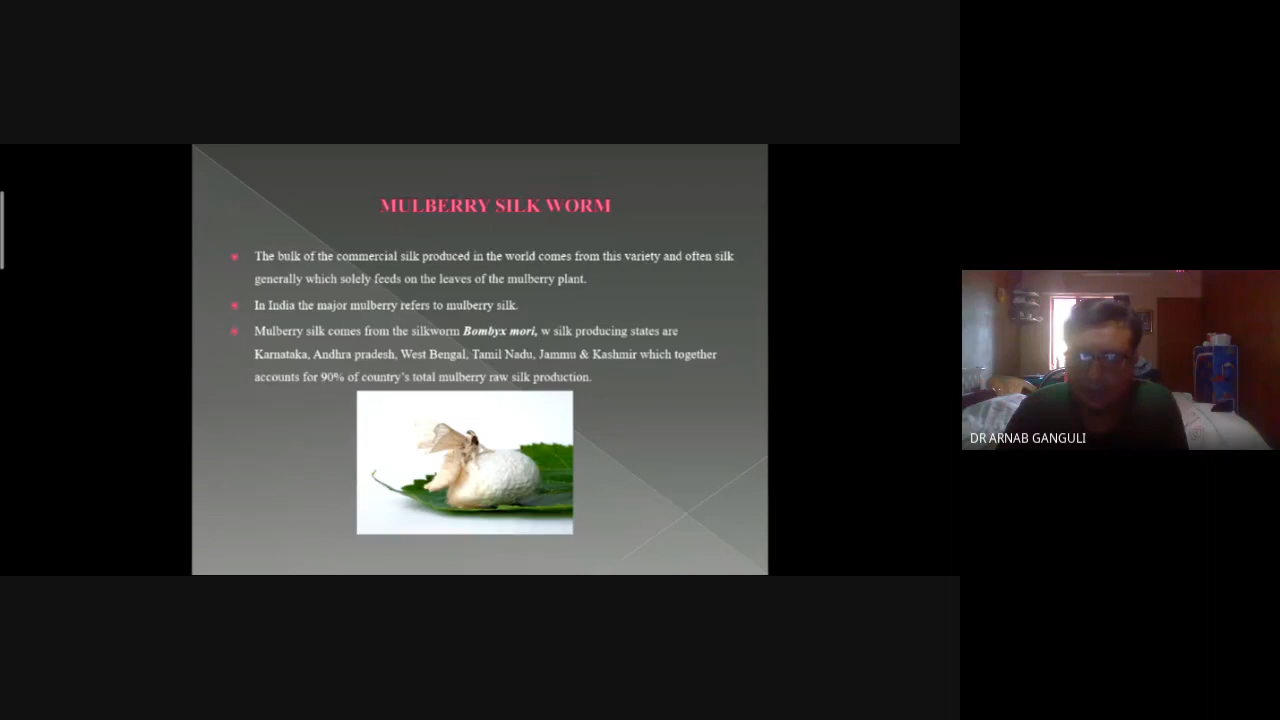 MULBERRY SILK WORM
The bulk of the commercial silk produced in the world comes from this variety and often silk
generally which solely feeds on the leaves of the mulberry plant.
In India the major mulberry refers to mulberry silk.
Mulberry silk comes from the silkworm Bombyx mori, w silk producing states are
Karnataka, Andhra pradesh, West Bengal, Tamil Nadu, Jammu & Kashmir which together
accounts for 90% of country's total mulberry raw silk production.
DR ARNAB GANGULI